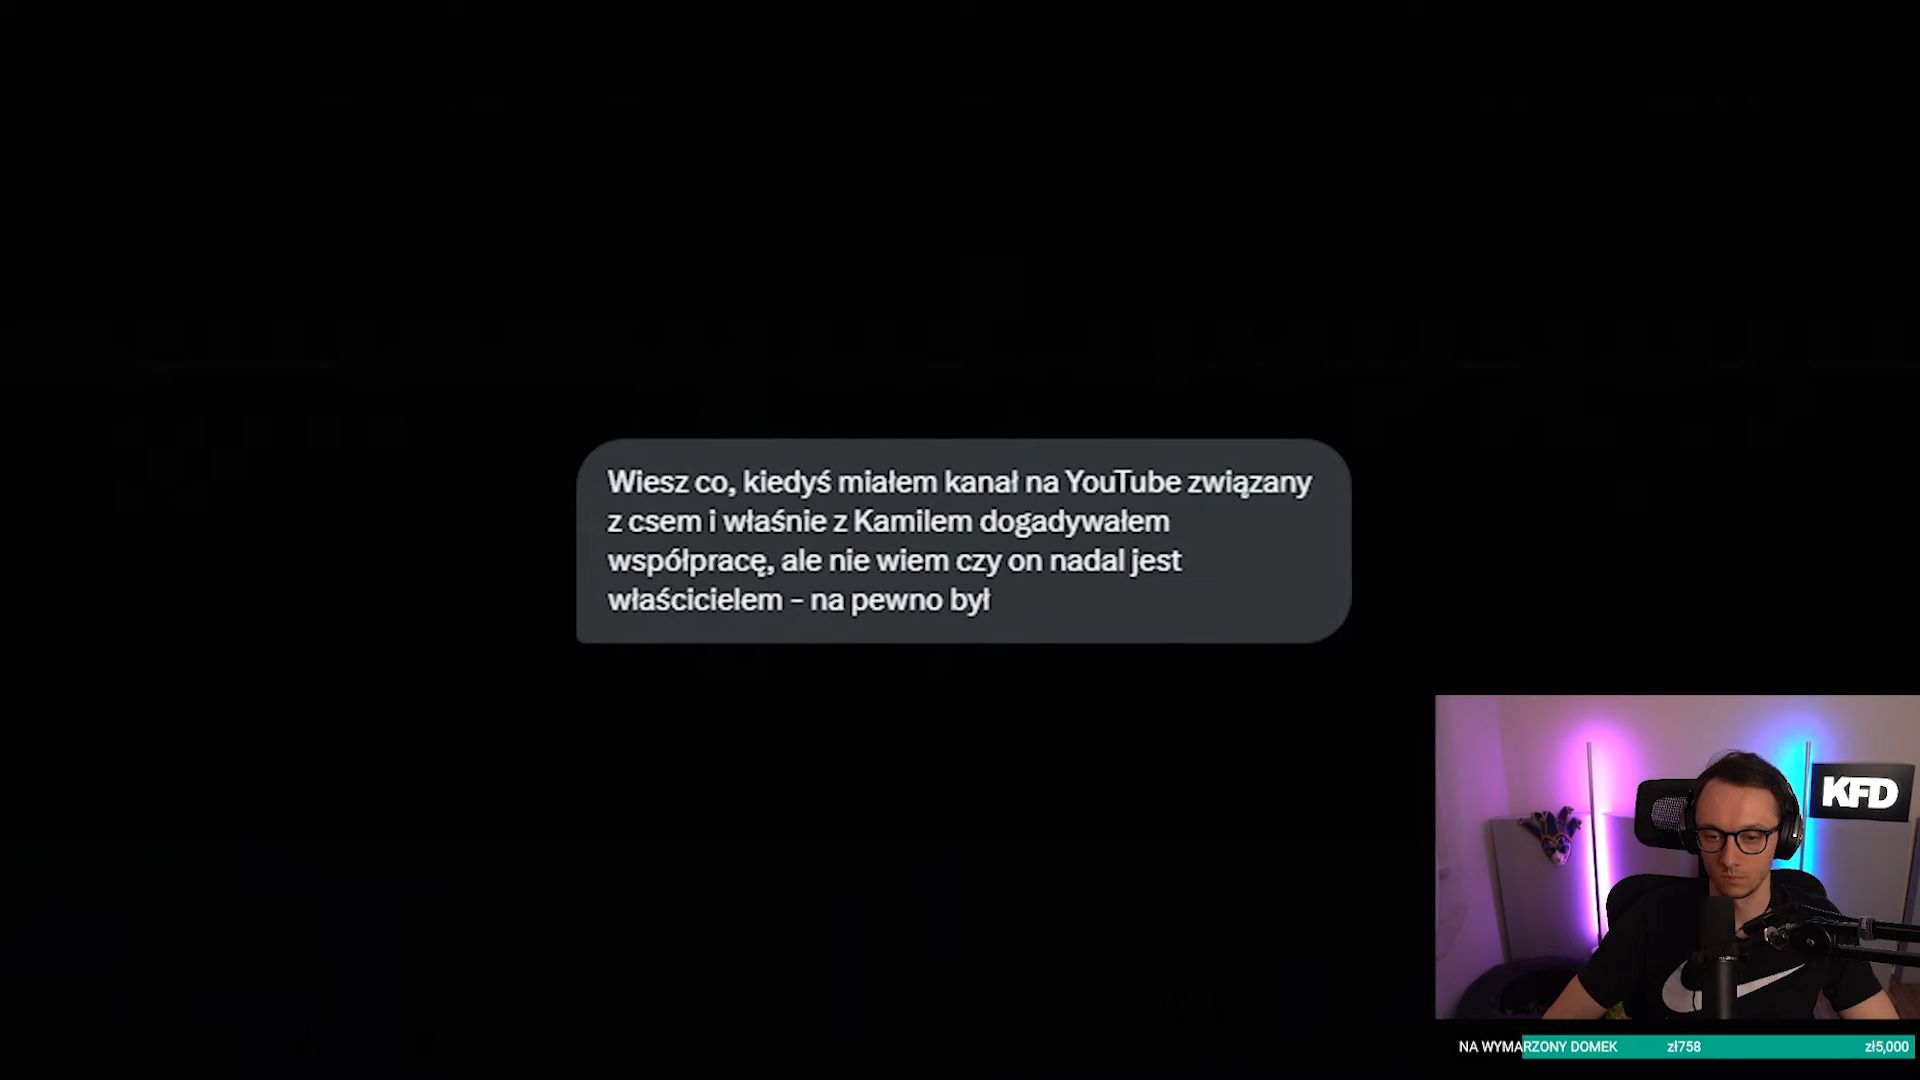 Wiesz co, kiedyś miałem kanał na YouTube związany
z csem i właśnie z Kamilem dogadywałem
współpracę, ale nie wiem czy on nadal jest
właścicielem – na pewno był
KFD
NA WYMARZONY DOMEK zł758 zł5,000